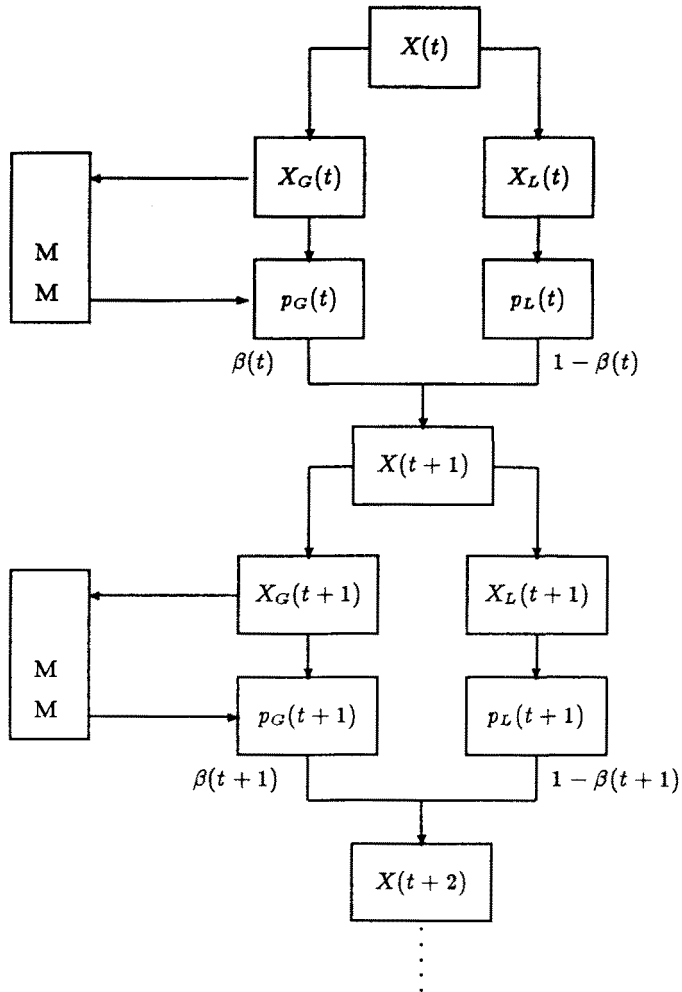 X(t)
X_G(t)
X_L(t)
M
M
p_G(t)
p_L(t)
β(t)
1 − β(t)
X(t + 1)
X_G(t+1)
X_L(t+1)
M
M
p_G(t+1)
p_L(t+1)
β(t + 1)
1 − β(t + 1)
X(t + 2)